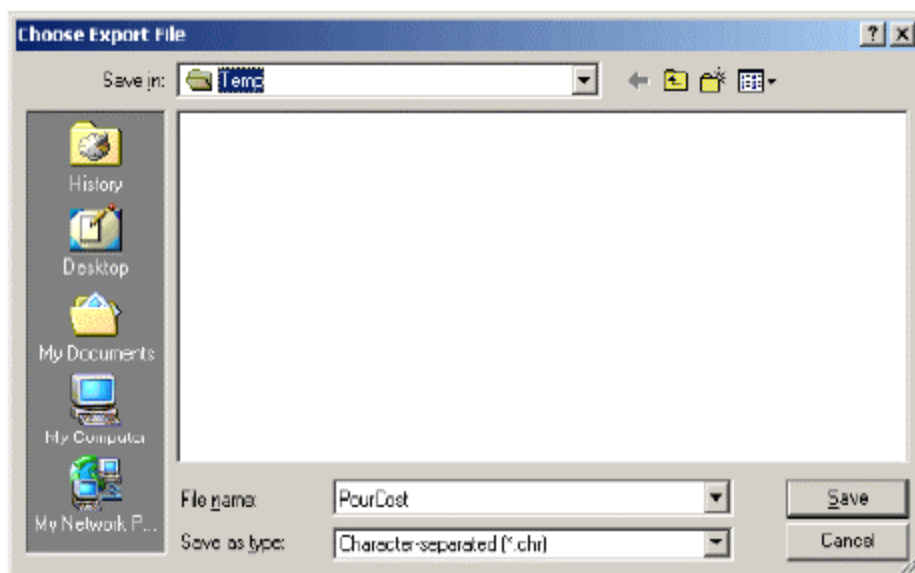 Choose Export File
Save in: Temp
History
Desktop
My Documents
My Computer
My Network P...
File name: PourCost
Save as type: Character-separated (*.chr)
Save
Cancel